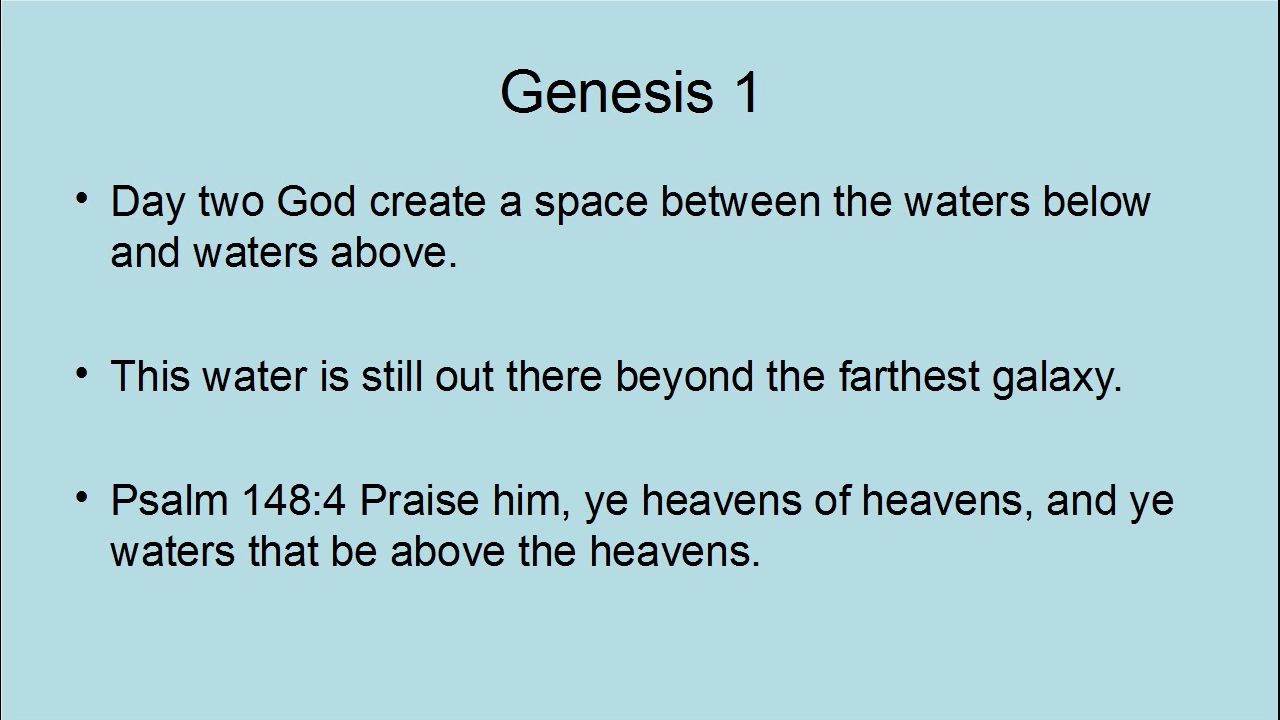 Genesis 1
• Day two God create a space between the waters below
and waters above.
• This water is still out there beyond the farthest galaxy.
• Psalm 148:4 Praise him, ye heavens of heavens, and ye
waters that be above the heavens.